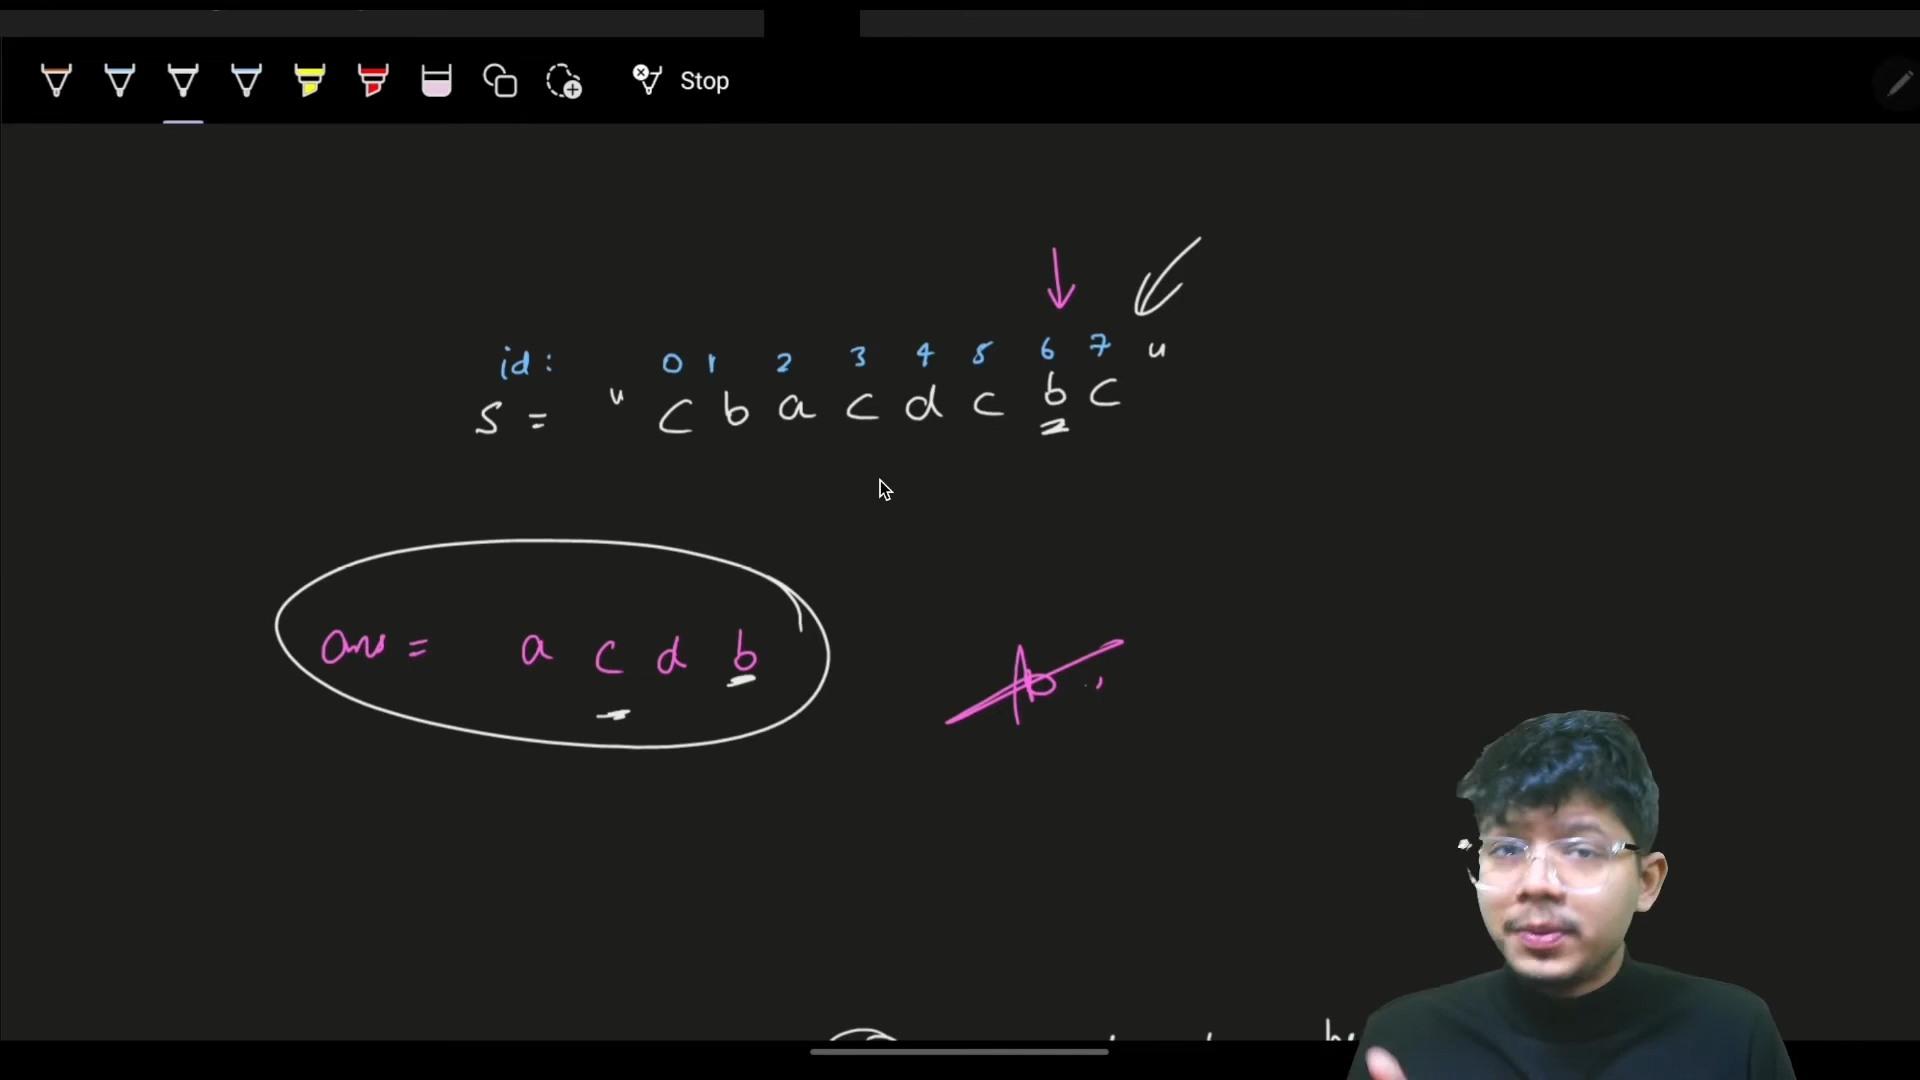 Stop
id: 0 1 2 3 4 5 6 7
s = " c b a c d c b c "
ans = a c d b